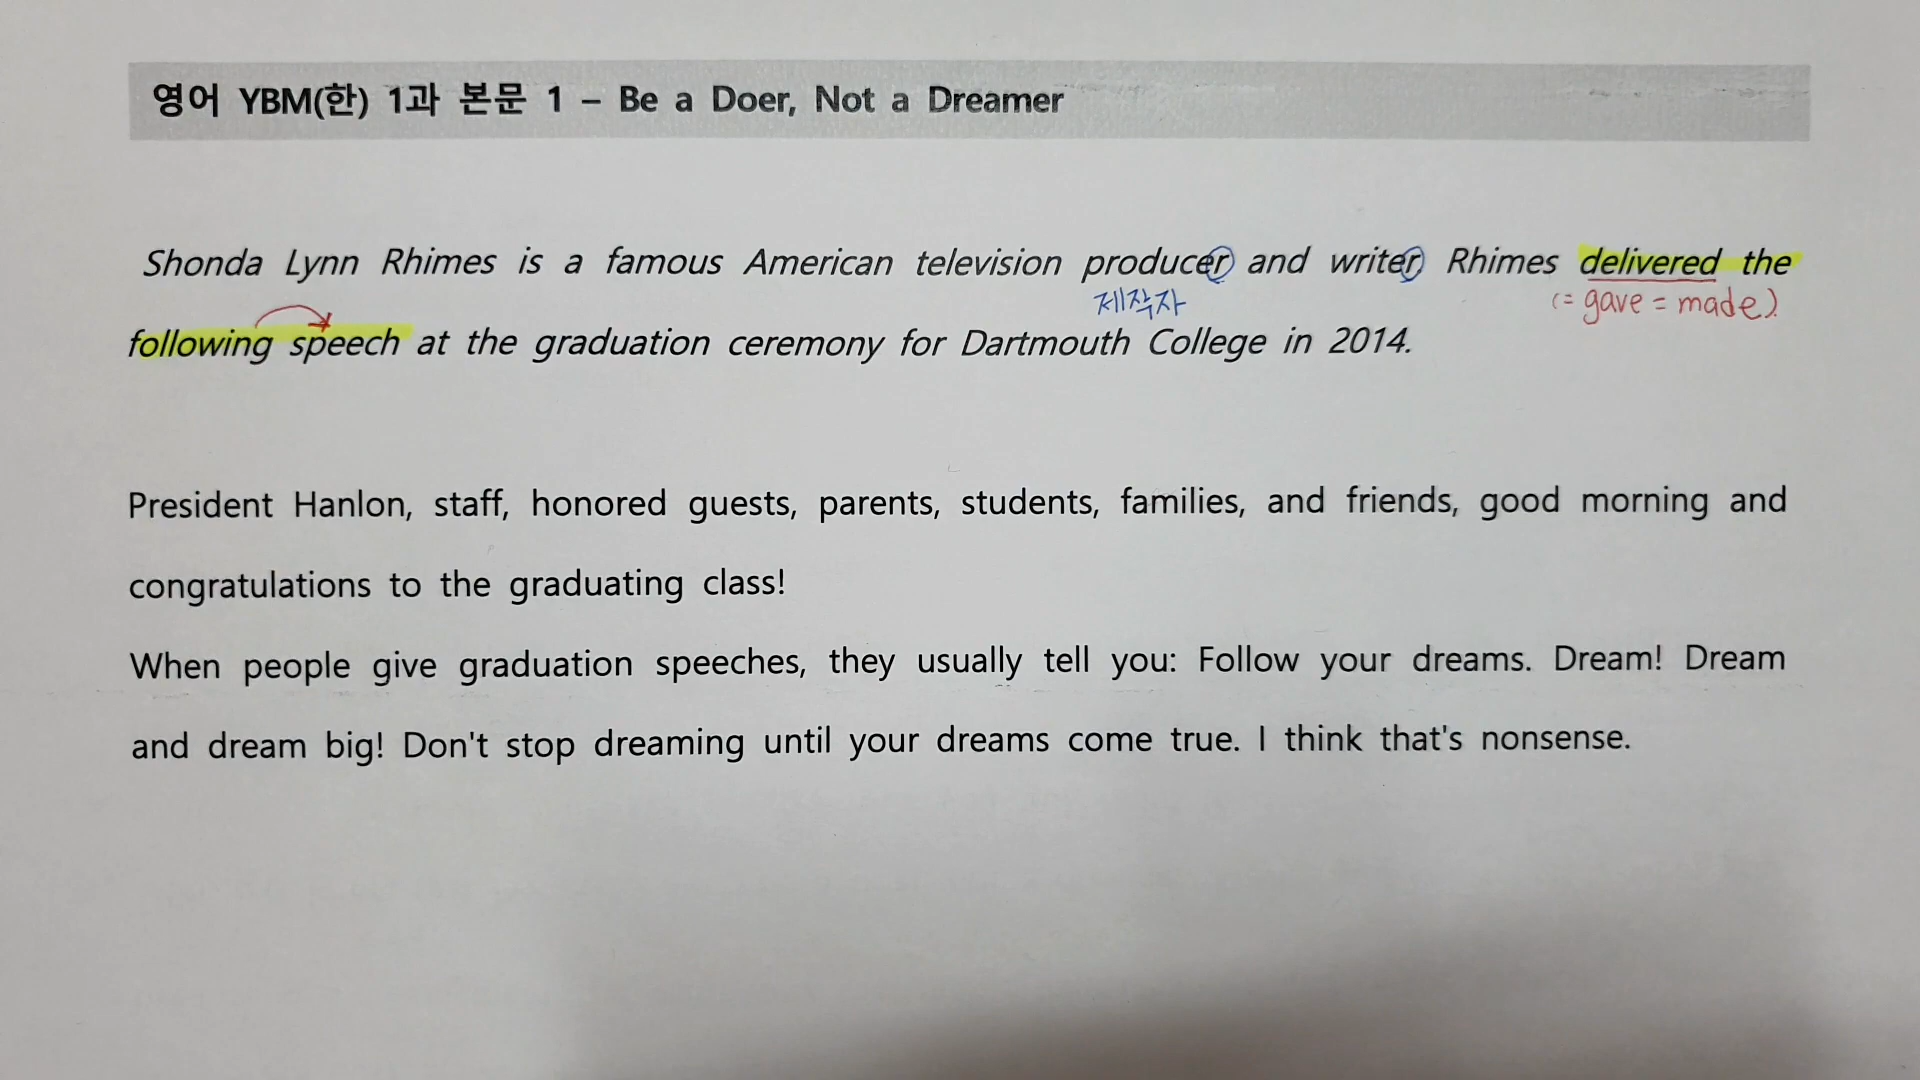 영어 YBM(한) 1과 본문 1 – Be a Doer, Not a Dreamer
Shonda Lynn Rhimes is a famous American television producer and writer Rhimes delivered the
제작자
(= gave = made).
following speech at the graduation ceremony for Dartmouth College in 2014.
President Hanlon, staff, honored guests, parents, students, families, and friends, good morning and
congratulations to the graduating class!
When people give graduation speeches, they usually tell you: Follow your dreams. Dream! Dream
and dream big! Don't stop dreaming until your dreams come true. I think that's nonsense.